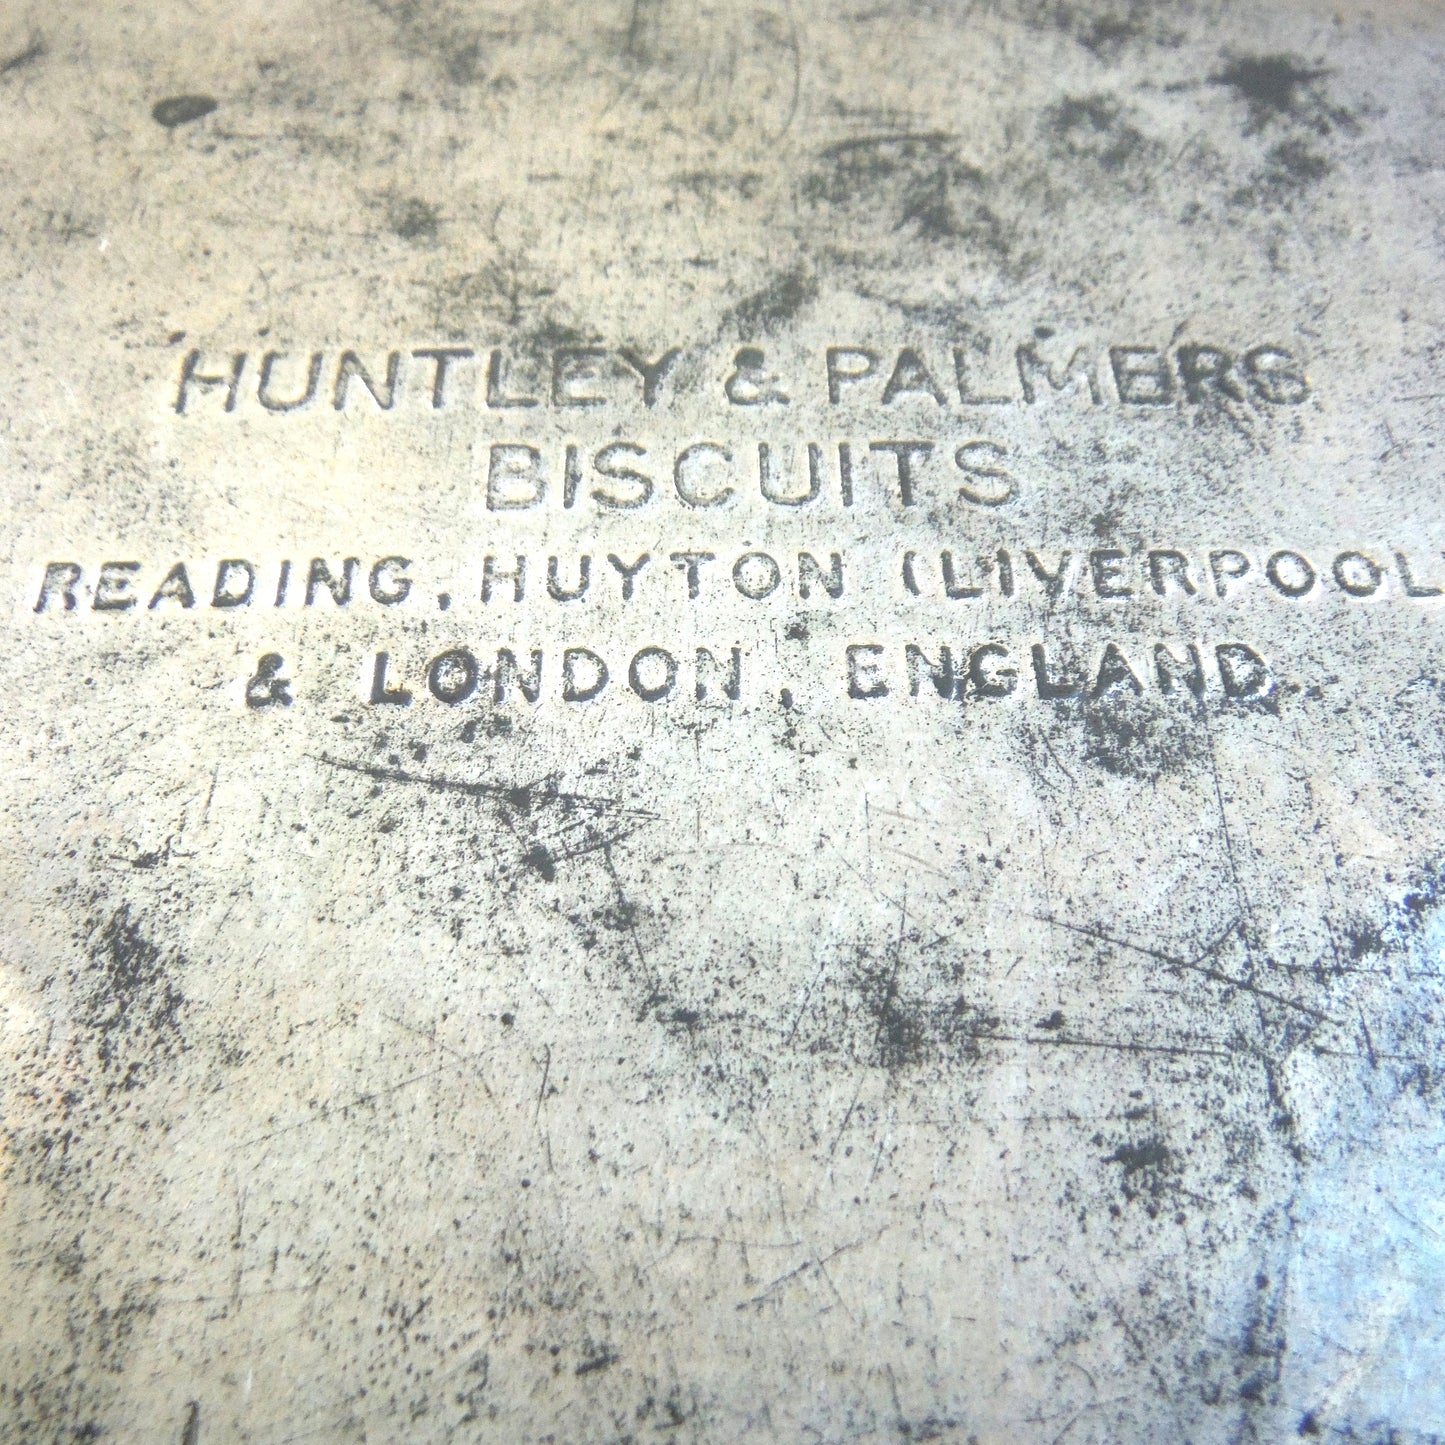 HUNTLEY & PALMERS
BISCUITS
READING, HUYTON (LIVERPOOL
& LONDON, ENGLAND